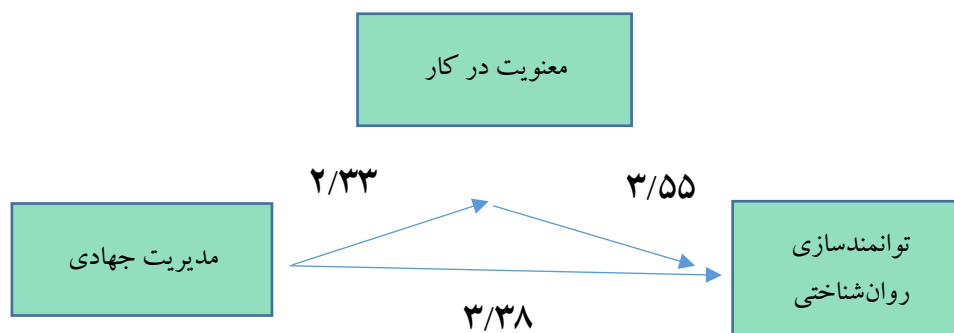 معنویت در کار
۲/۳۳
۳/۵۵
مدیریت جهادی
توانمندسازی
روان‌شناختی
۳/۳۸